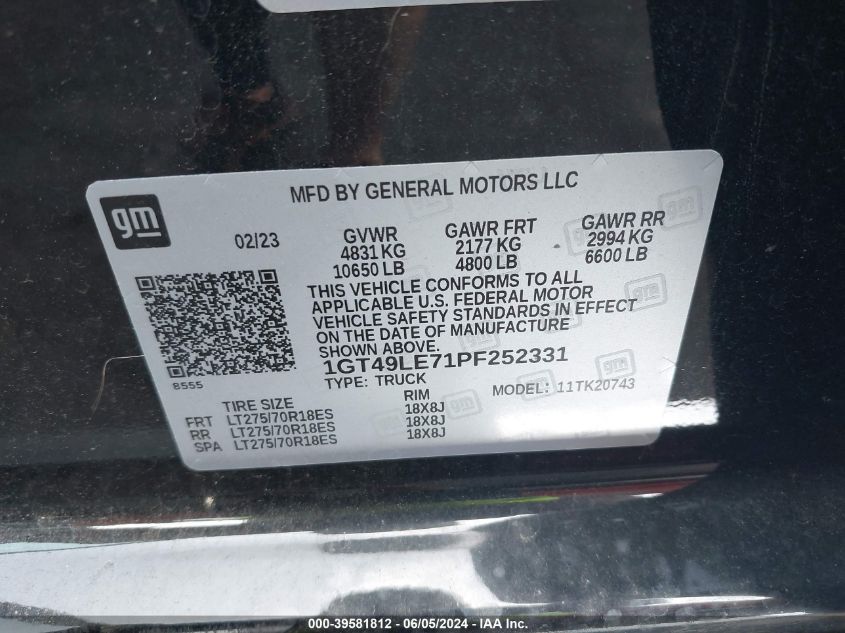 MFD BY GENERAL MOTORS LLC
gm
02/23 GVWR GAWR FRT GAWR RR
4831 KG 2177 KG 2994 KG
10650 LB 4800 LB 6600 LB
THIS VEHICLE CONFORMS TO ALL
APPLICABLE U.S. FEDERAL MOTOR
VEHICLE SAFETY STANDARDS IN EFFECT
ON THE DATE OF MANUFACTURE
SHOWN ABOVE.
1GT49LE71PF252331
8555
TYPE: TRUCK MODEL: 11TK20743
TIRE SIZE RIM
FRT LT275/70R18ES 18X8J
RR LT275/70R18ES 18X8J
SPA LT275/70R18ES 18X8J
000-39581812 - 06/05/2024 - IAA Inc.